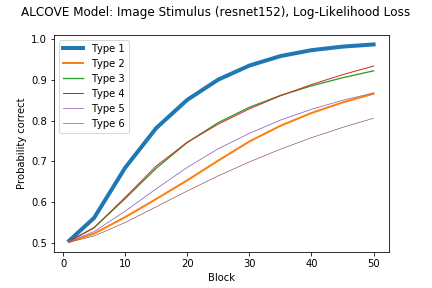 ALCOVE Model: Image Stimulus (resnet152), Log-Likelihood Loss
1.0
0.9
0.8
0.7
0.6
0.5
Probability correct
Type 1
Type 2
Type 3
Type 4
Type 5
Type 6
0
10
20
30
40
50
Block